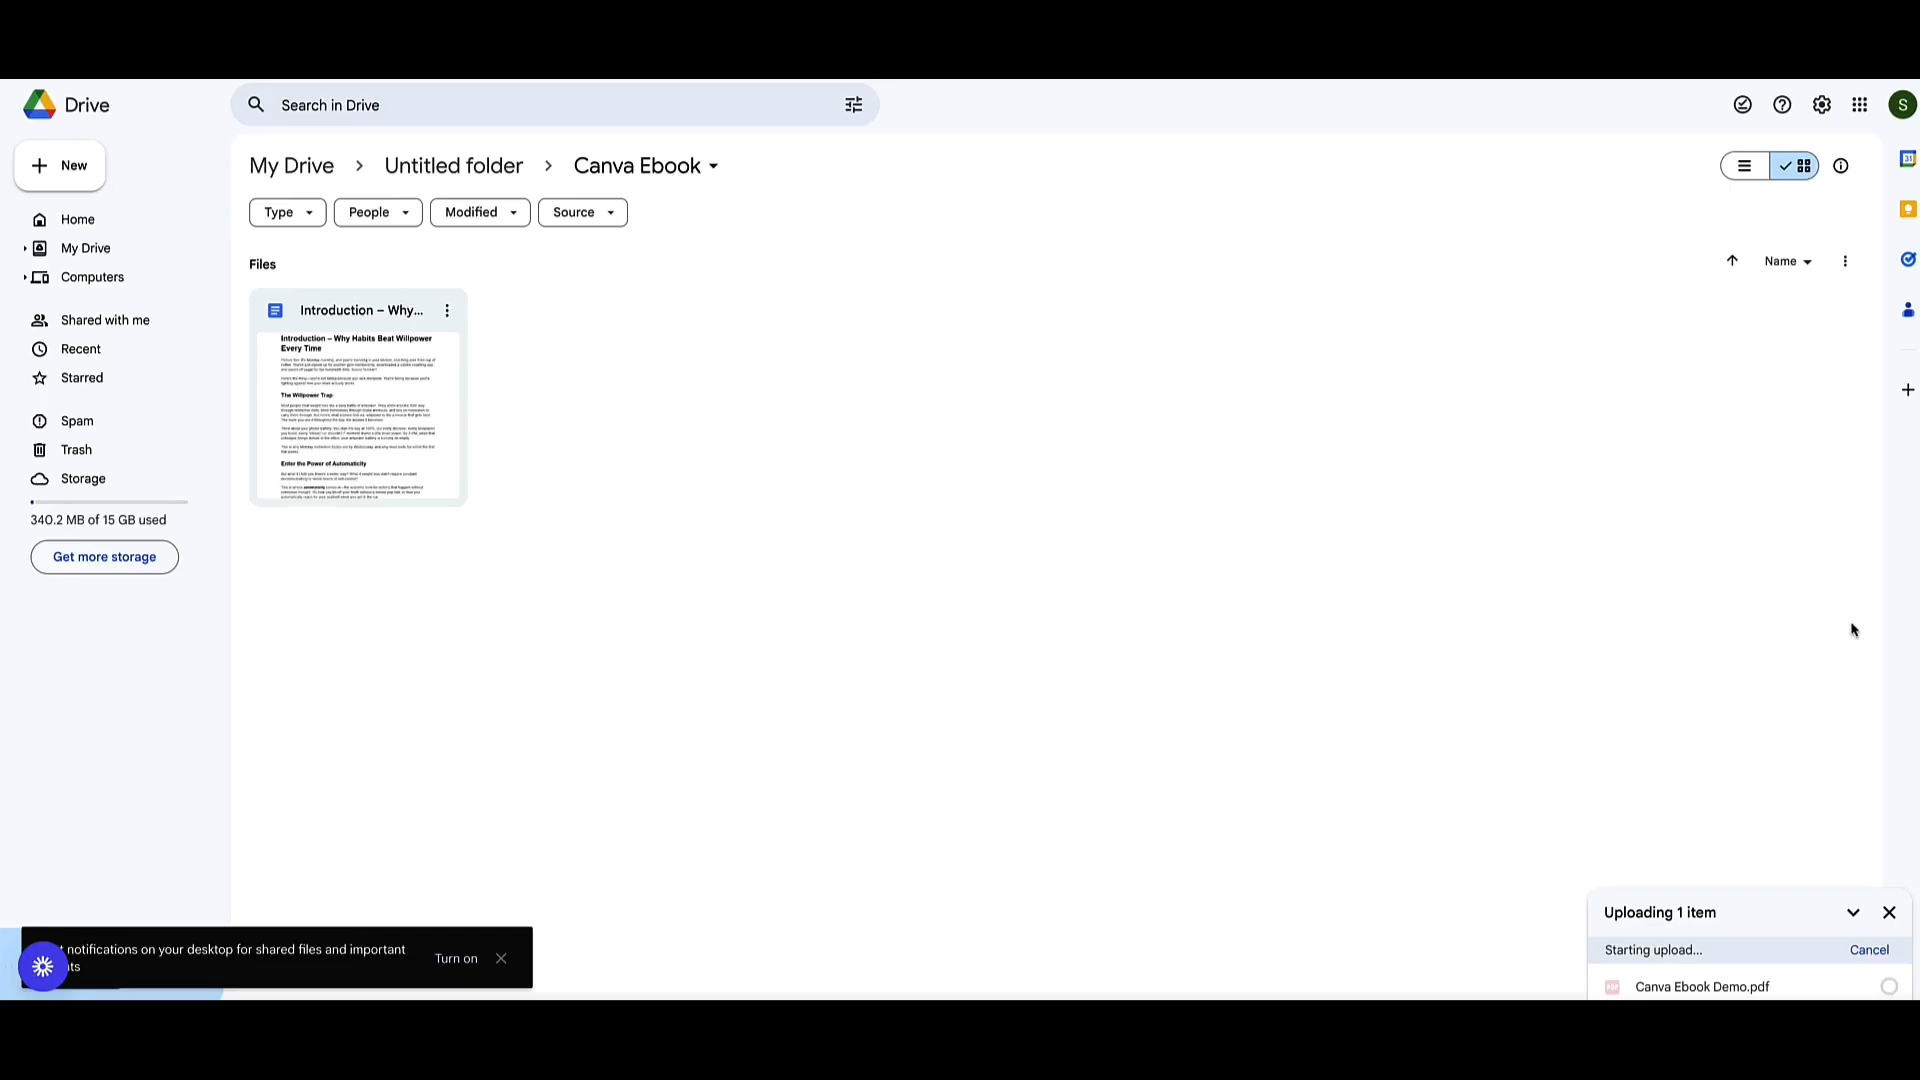 Drive
Search in Drive
S
New
My Drive
Untitled folder
Canva Ebook
31
Type
People
Modified
Source
Home
My Drive
Computers
Files
Name
Introduction – Why...
Introduction – Why Habits Beat Willpower
Every Time
The Willpower Trap
Enter the Power of Automaticity
Shared with me
Recent
Starred
Spam
Trash
Storage
340.2 MB of 15 GB used
Get more storage
notifications on your desktop for shared files and important
Turn on
Uploading 1 item
Starting upload...
Cancel
PDF
Canva Ebook Demo.pdf